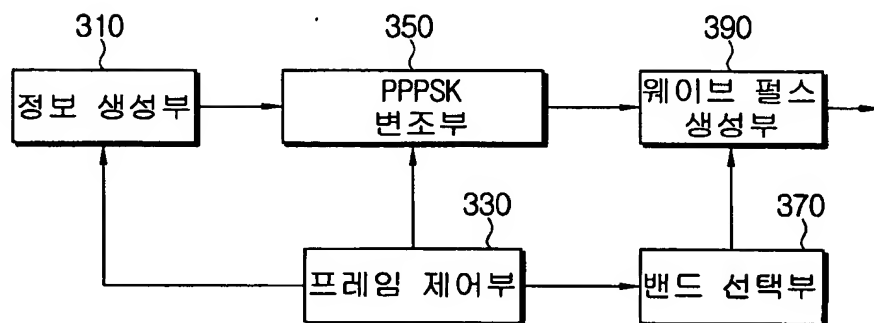 310
350
390
정보 생성부
PPPSK
변조부
웨이브 펄스
생성부
330
370
프레임 제어부
밴드 선택부